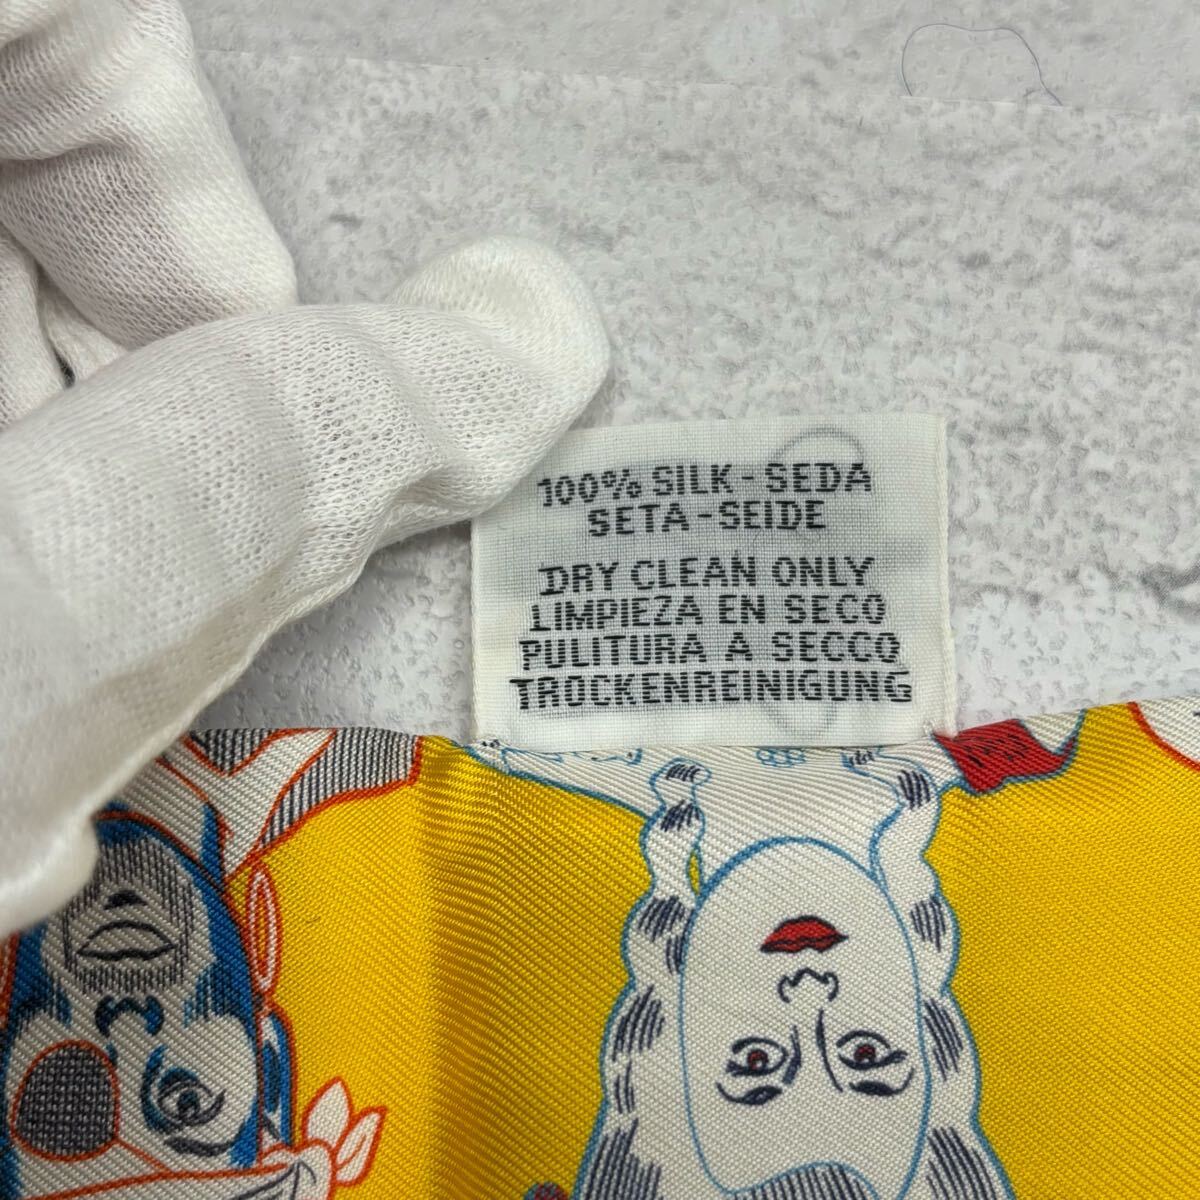 100% SILK - SEDA
SETA - SEIDE
DRY CLEAN ONLY
LIMPIEZA EN SECO
PULITURA A SECCO
TROCKENREINIGUNG